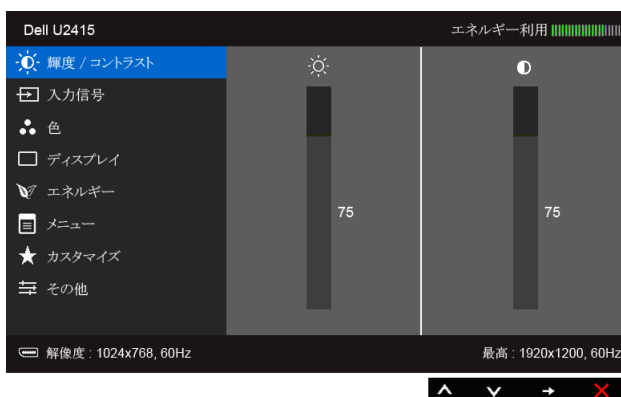 Dell U2415
エネルギー利用
輝度 / コントラスト
入力信号
色
ディスプレイ
エネルギー
メニュー
カスタマイズ
その他
75
75
解像度 : 1024x768, 60Hz
最高 : 1920x1200, 60Hz